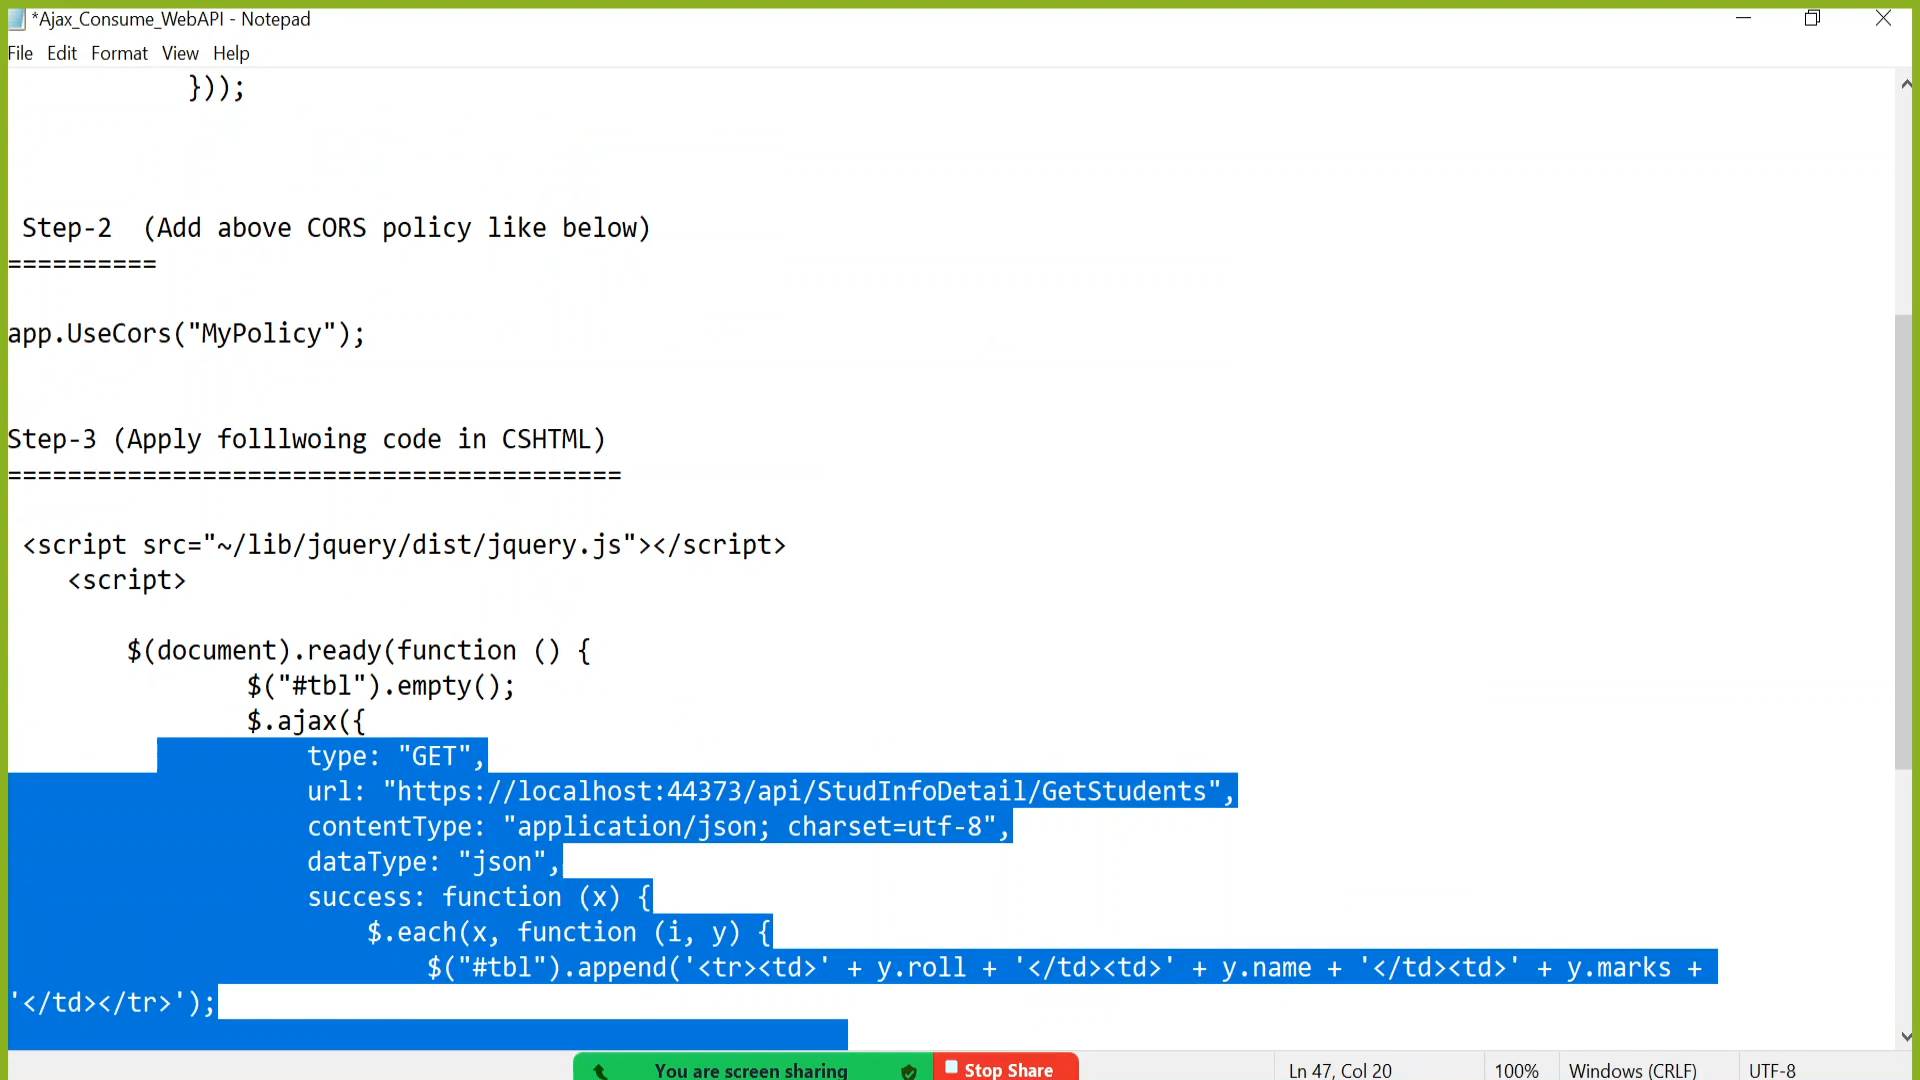 *Ajax_Consume_WebAPI - Notepad
File Edit Format View Help
}));
Step-2 (Add above CORS policy like below)
==========
app.UseCors("MyPolicy");
Step-3 (Apply folllwoing code in CSHTML)
=========================================
<script src="~/lib/jquery/dist/jquery.js"></script>
<script>
$(document).ready(function () {
$("#tbl").empty();
$.ajax({
type: "GET",
url: "https://localhost:44373/api/StudInfoDetail/GetStudents",
contentType: "application/json; charset=utf-8",
dataType: "json",
success: function (x) {
$.each(x, function (i, y) {
$("#tbl").append('<tr><td>' + y.roll + '</td><td>' + y.name + '</td><td>' + y.marks +
'</td></tr>');
You are screen sharing Stop Share Ln 47, Col 20 100% Windows (CRLF) UTF-8